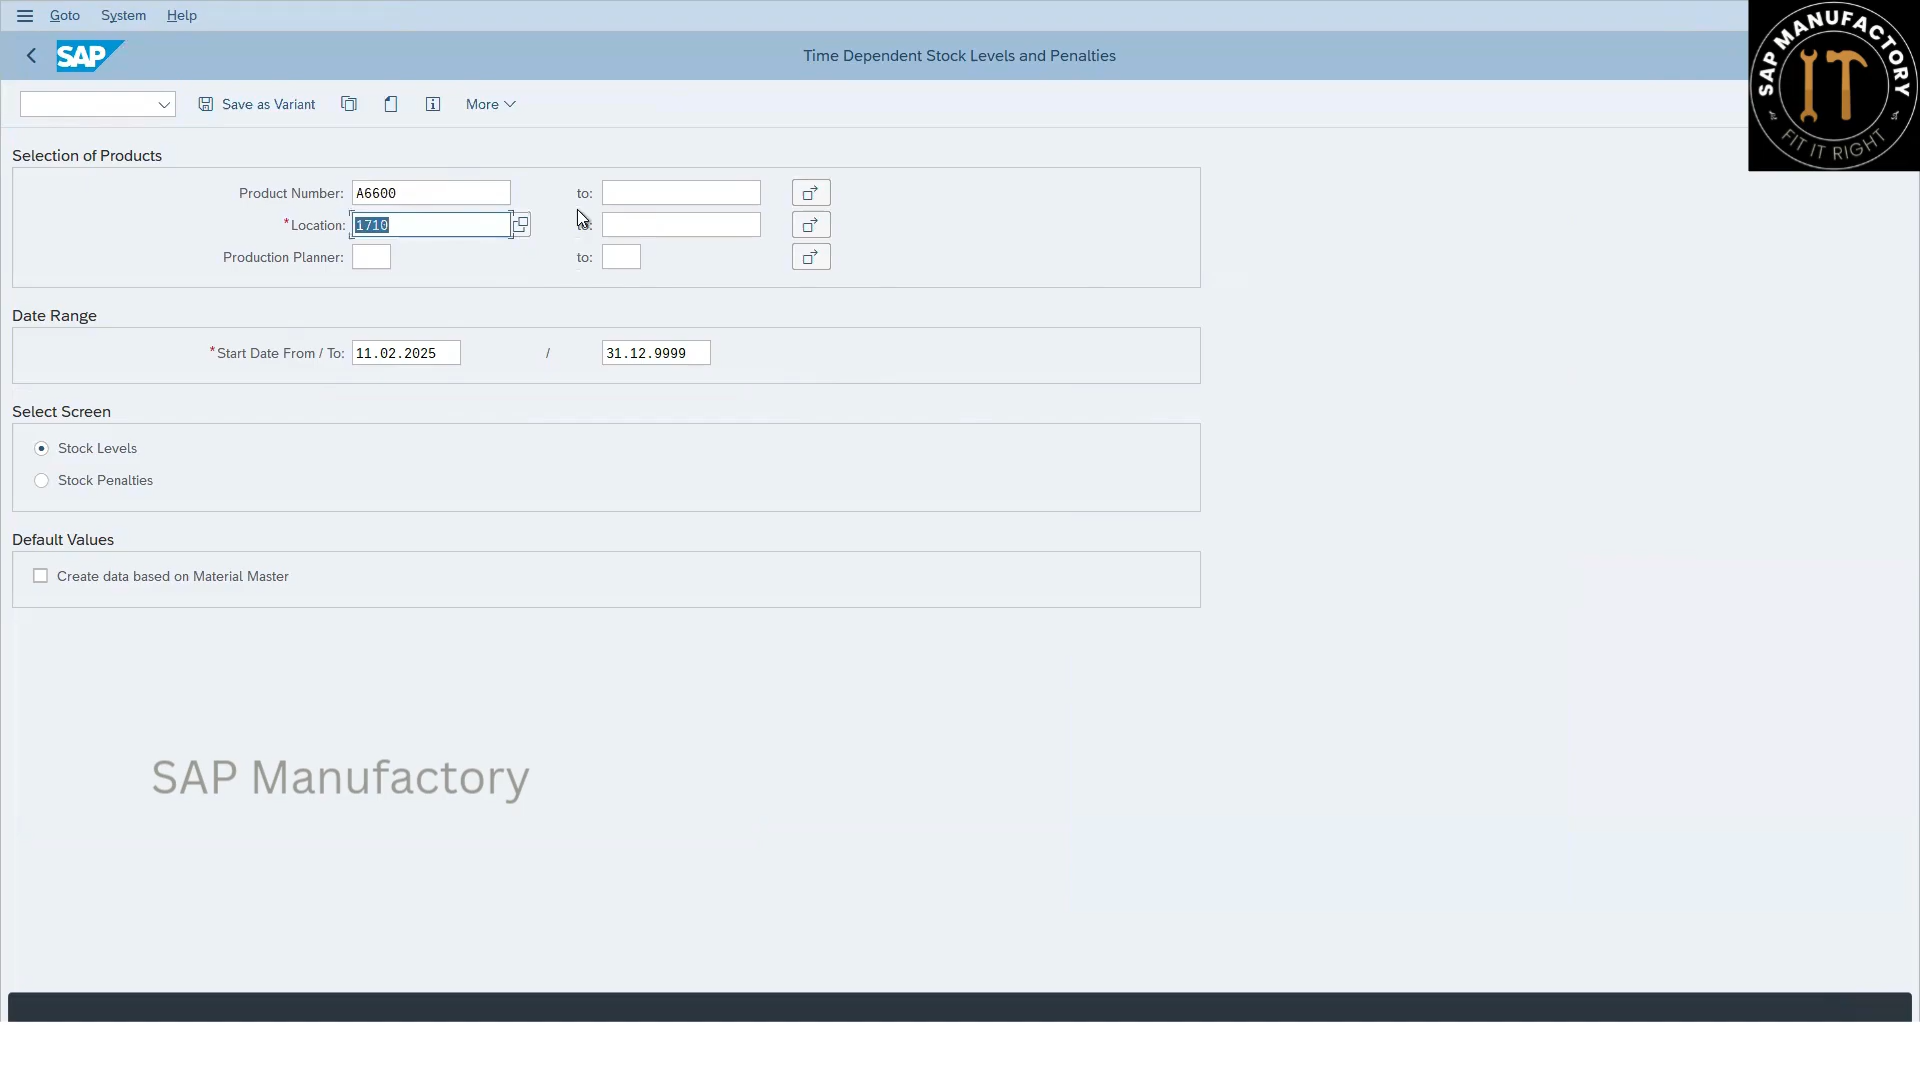 Goto System Help
SAP Time Dependent Stock Levels and Penalties
Save as Variant More
SAP MANUFACTORY
IT
FIT IT RIGHT
Selection of Products
Product Number: A6600 to:
*Location: 1710 to:
Production Planner: to:
Date Range
*Start Date From / To: 11.02.2025 / 31.12.9999
Select Screen
Stock Levels
Stock Penalties
Default Values
Create data based on Material Master
SAP Manufactory